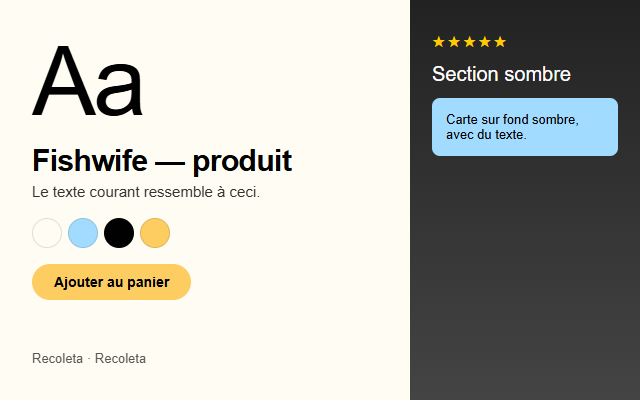 Aa
Fishwife — produit
Le texte courant ressemble à ceci.
Ajouter au panier
Recoleta · Recoleta
★★★★★
Section sombre
Carte sur fond sombre,
avec du texte.